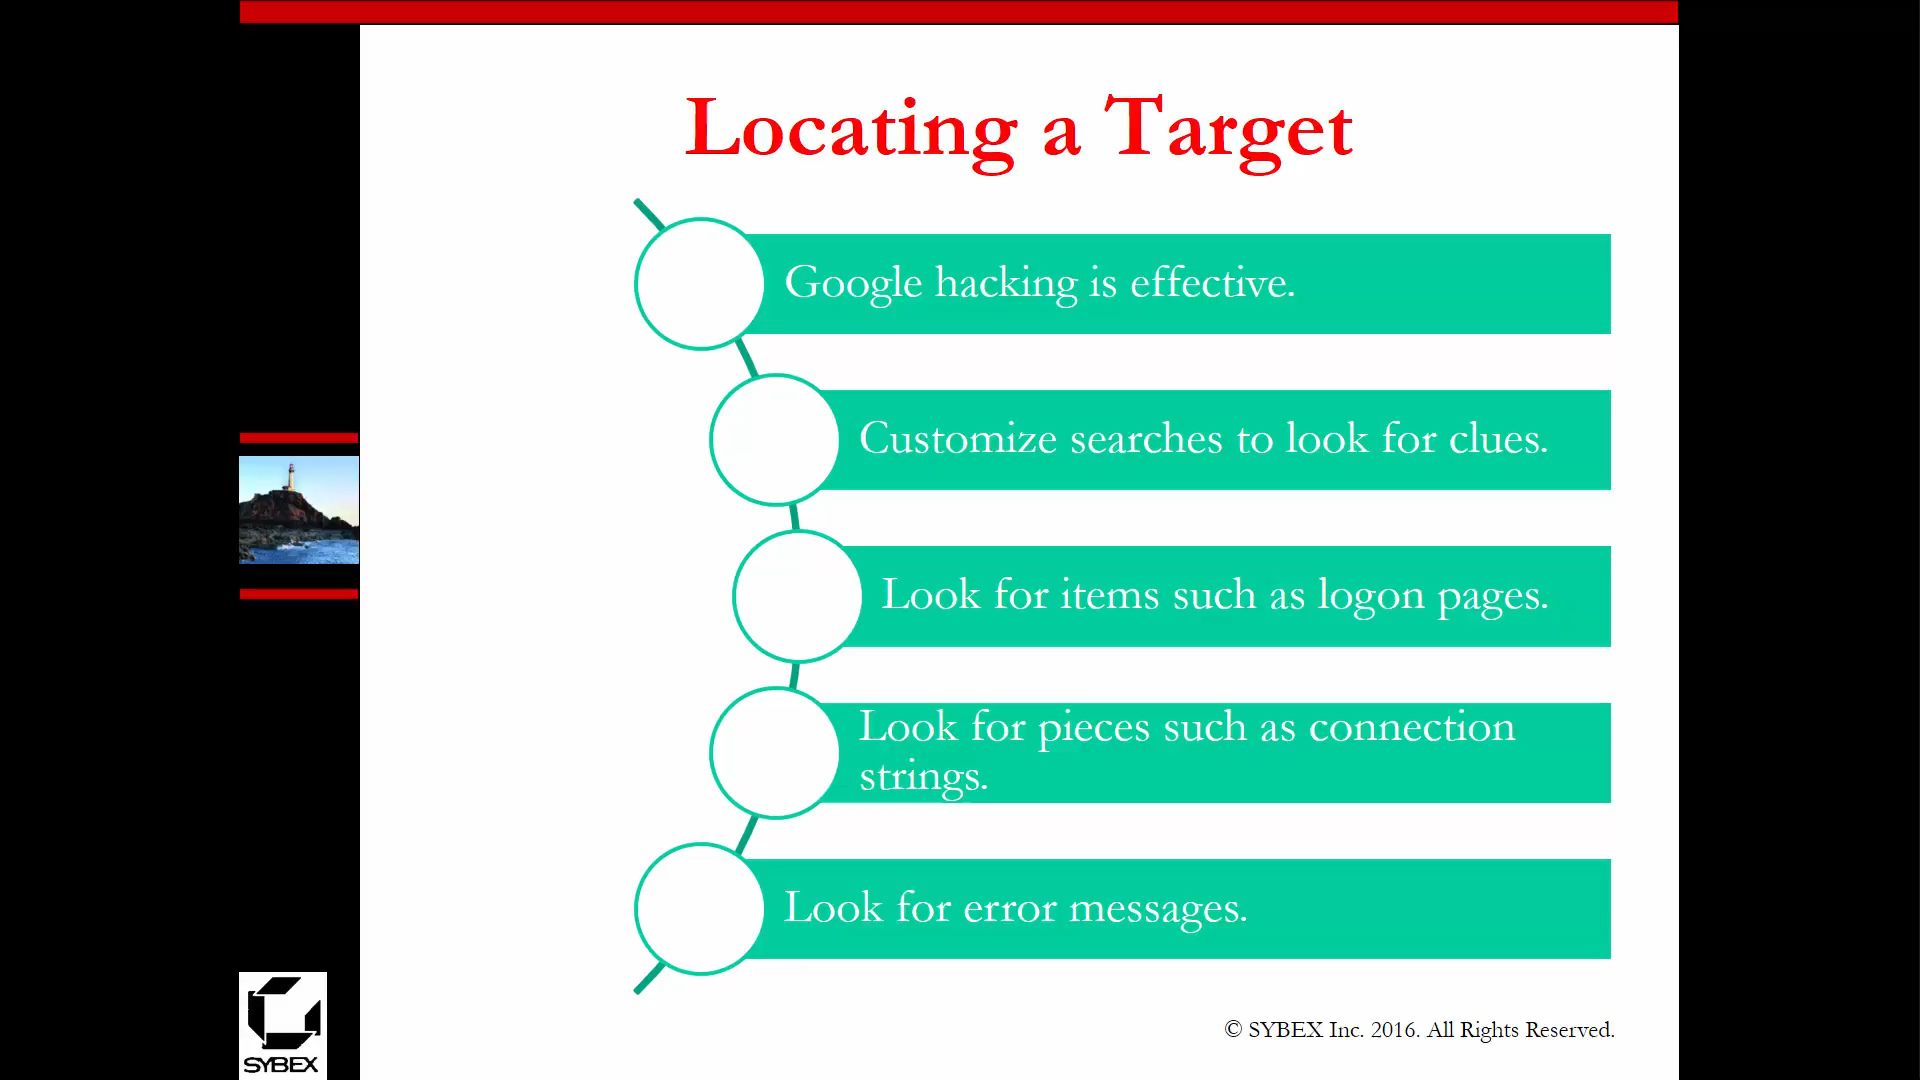 Locating a Target
Google hacking is effective.
Customize searches to look for clues.
Look for items such as logon pages.
Look for pieces such as connection
strings.
Look for error messages.
© SYBEX Inc. 2016. All Rights Reserved.
SYBEX